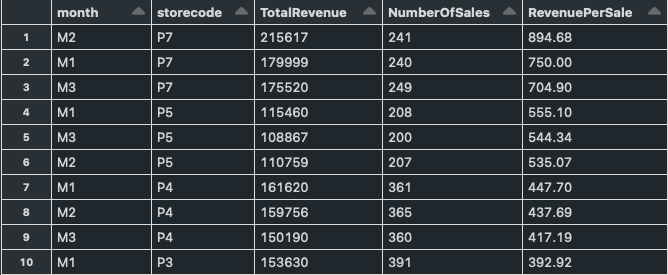 month storecode TotalRevenue NumberOfSales RevenuePerSale
1 M2 P7 215617 241 894.68
2 M1 P7 179999 240 750.00
3 M3 P7 175520 249 704.90
4 M1 P5 115460 208 555.10
5 M3 P5 108867 200 544.34
6 M2 P5 110759 207 535.07
7 M1 P4 161620 361 447.70
8 M2 P4 159756 365 437.69
9 M3 P4 150190 360 417.19
10 M1 P3 153630 391 392.92